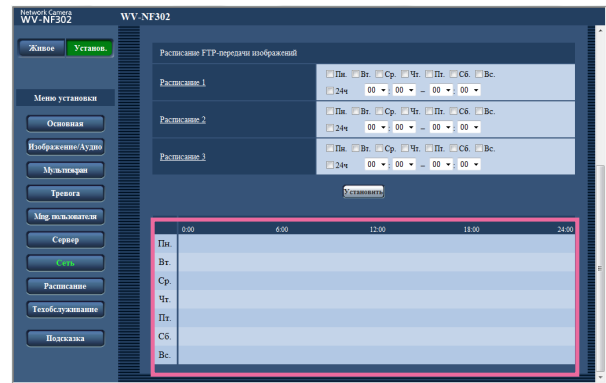 Network Camera
WV-NF302
WV-NF302
Живое Установ.
Меню установки
Основная
Изображение/Аудио
Мультиэкран
Тревога
Mng. пользователя
Сервер
Сеть
Расписание
Техобслуживание
Подсказка
Расписание FTP-передачи изображений
Расписание 1
Пн. Вт. Ср. Чт. Пт. Сб. Вс.
24ч 00 : 00 – 00 : 00
Расписание 2
Пн. Вт. Ср. Чт. Пт. Сб. Вс.
24ч 00 : 00 – 00 : 00
Расписание 3
Пн. Вт. Ср. Чт. Пт. Сб. Вс.
24ч 00 : 00 – 00 : 00
Установить
0:00 6:00 12:00 18:00 24:00
Пн.
Вт.
Ср.
Чт.
Пт.
Сб.
Вс.